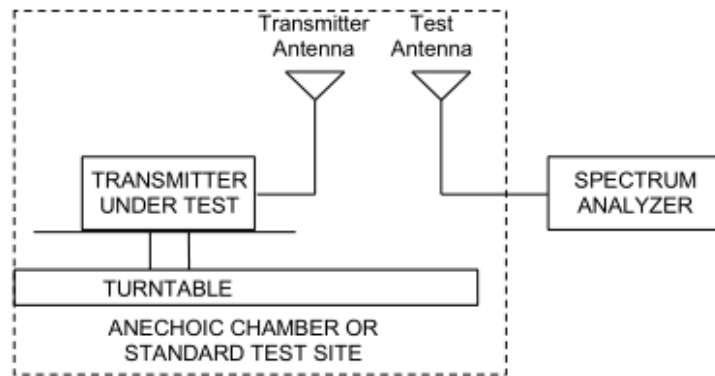 Transmitter
Antenna
Test
Antenna
TRANSMITTER
UNDER TEST
SPECTRUM
ANALYZER
TURNTABLE
ANECHOIC CHAMBER OR
STANDARD TEST SITE